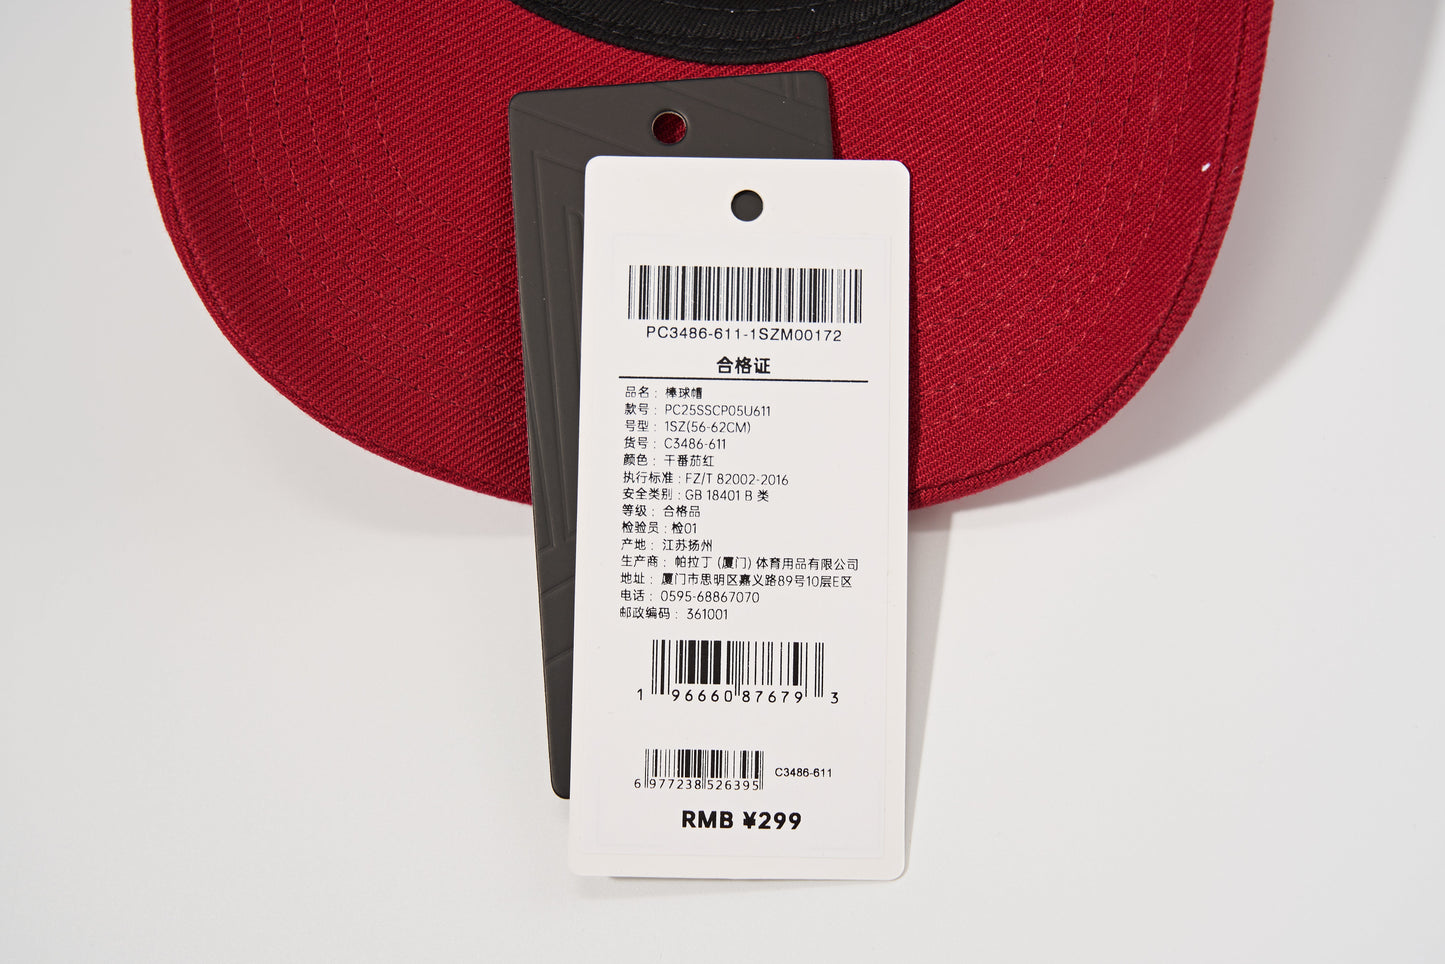 PC3486-611-1SZM00172
合格证
品名：棒球帽
款号：PC25SSCP05U611
号型：1SZ(56-62CM)
货号：C3486-611
颜色：干番茄红
执行标准：FZ/T 82002-2016
安全类别：GB 18401 B 类
等级：合格品
检验员：检01
产地：江苏扬州
生产商：帕拉丁 (厦门) 体育用品有限公司
地址：厦门市思明区嘉义路89号10层E区
电话：0595-68867070
邮政编码：361001
1 96660 87679 3
6 977238 526395
C3486-611
RMB ¥299